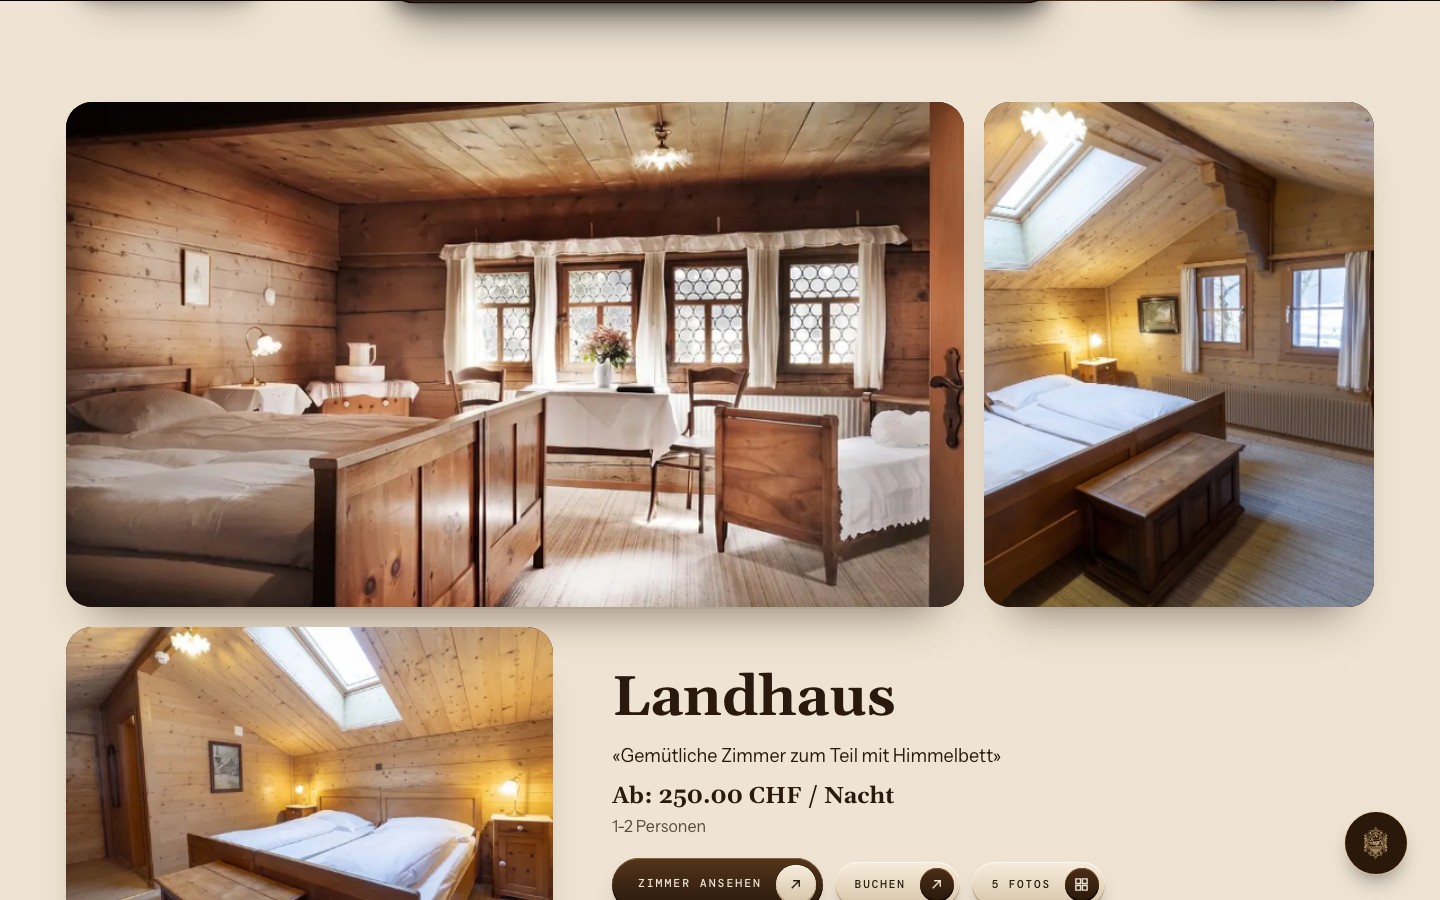 Landhaus
«Gemütliche Zimmer zum Teil mit Himmelbett»
Ab: 250.00 CHF / Nacht
1-2 Personen
ZIMMER ANSEHEN
BUCHEN
5 FOTOS